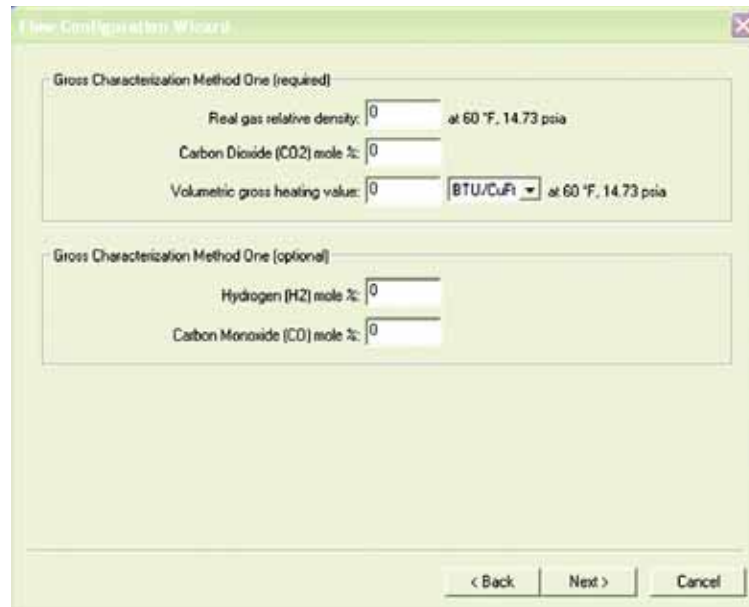 Flow Configuration Wizard
Gross Characterization Method One (required)
Real gas relative density: 0 at 60 °F, 14.73 psia
Carbon Dioxide (CO2) mole %: 0
Volumetric gross heating value: 0 BTU/CuFt at 60 °F, 14.73 psia
Gross Characterization Method One (optional)
Hydrogen (H2) mole %: 0
Carbon Monoxide (CO) mole %: 0
< Back Next > Cancel